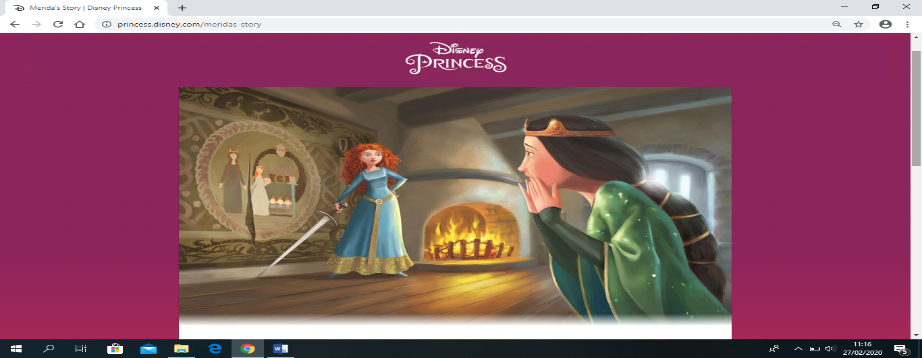 Merida's Story | Disney Princess
princess.disney.com/meridas-story
Disney
PRINCESS
11:16
27/02/2020